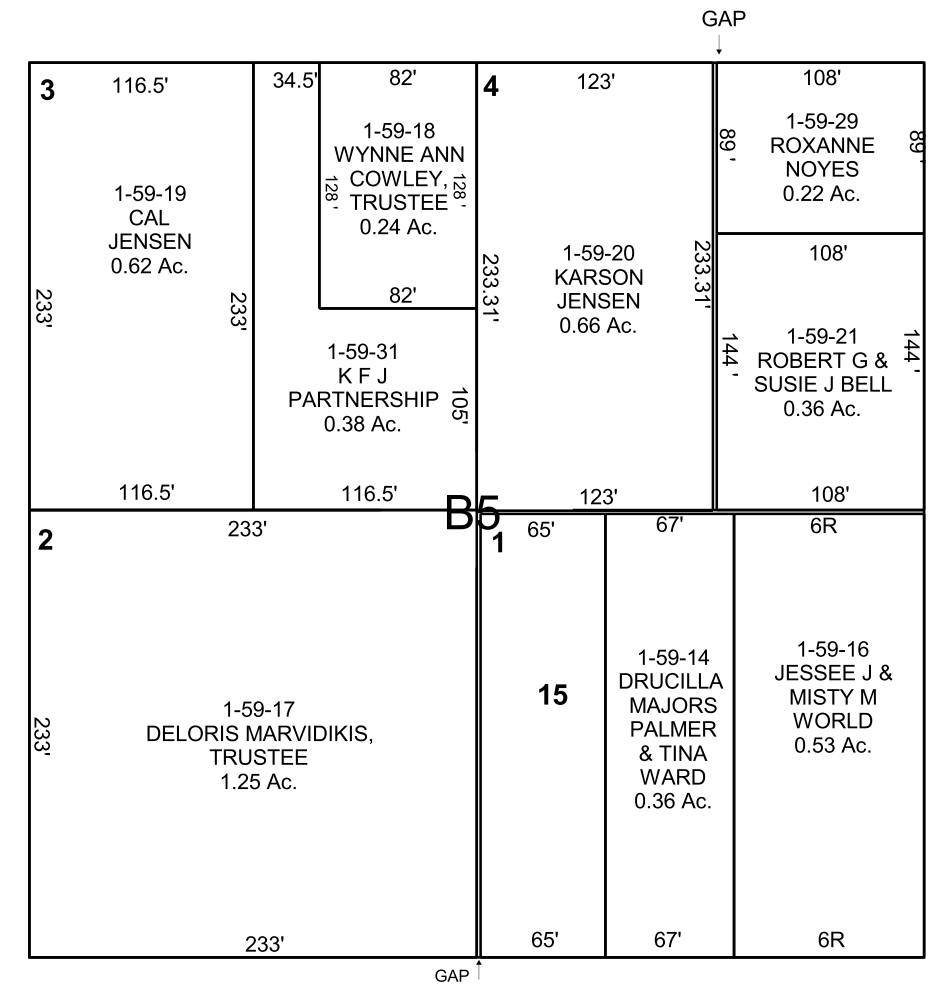 GAP
3
116.5'
34.5'
82'
4
123'
108'
1-59-18
WYNNE ANN
COWLEY,
TRUSTEE
0.24 Ac.
128'
128'
82'
1-59-29
ROXANNE
NOYES
0.22 Ac.
89'
89'
1-59-19
CAL
JENSEN
0.62 Ac.
233'
233'
233.31'
1-59-20
KARSON
JENSEN
0.66 Ac.
233.31'
108'
1-59-21
ROBERT G &
SUSIE J BELL
0.36 Ac.
144'
144'
1-59-31
K F J
PARTNERSHIP
0.38 Ac.
105'
116.5'
116.5'
123'
108'
B5
2
233'
1
65'
67'
6R
1-59-17
DELORIS MARVIDIKIS,
TRUSTEE
1.25 Ac.
233'
15
1-59-14
DRUCILLA
MAJORS
PALMER
& TINA
WARD
0.36 Ac.
1-59-16
JESSEE J &
MISTY M
WORLD
0.53 Ac.
233'
65'
67'
6R
GAP